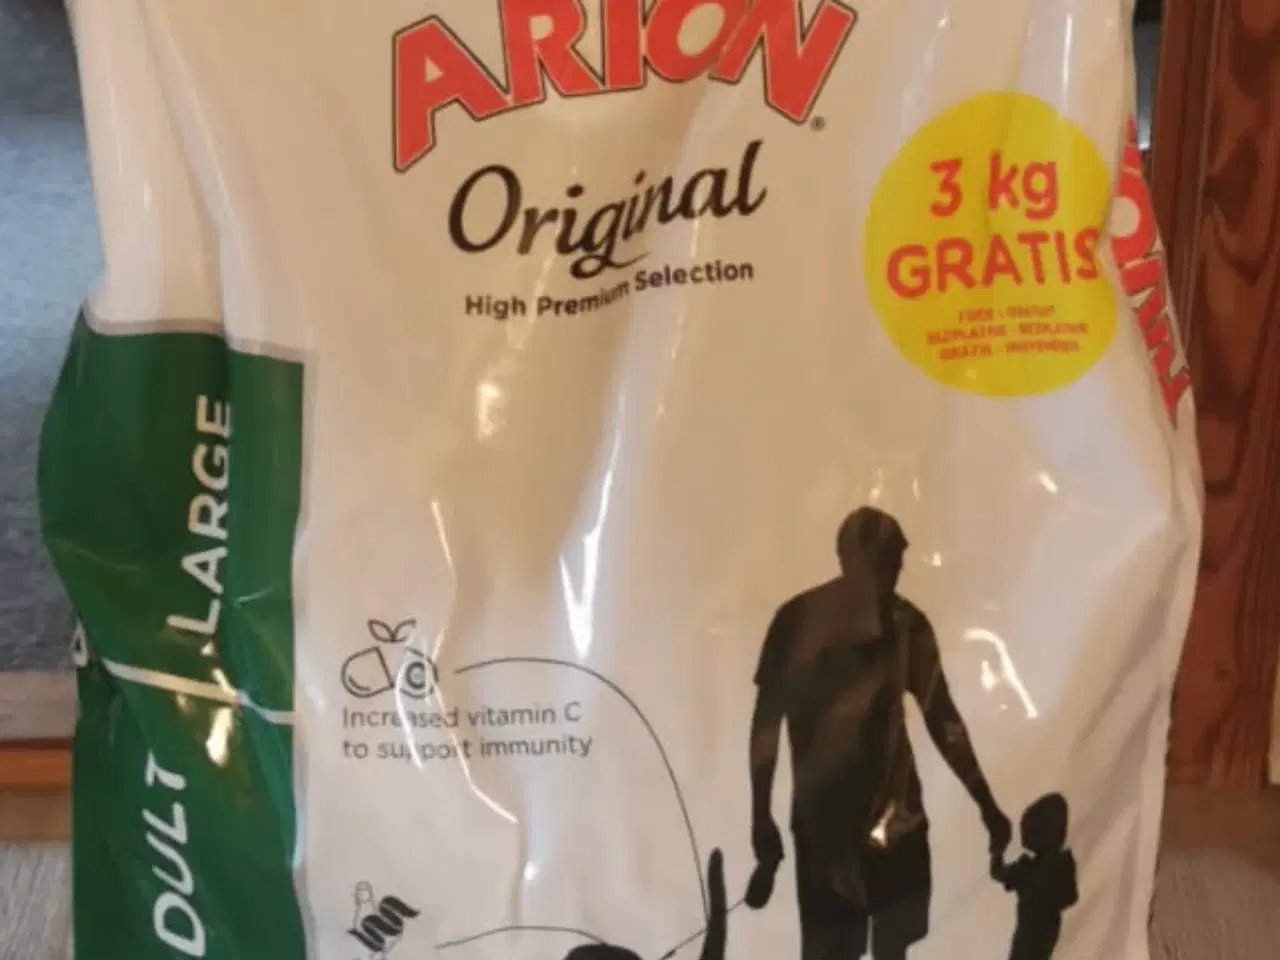 ARION
®
Original
High Premium Selection
3 kg
GRATIS
LARGE
DULT
Increased vitamin C
to support immunity
C